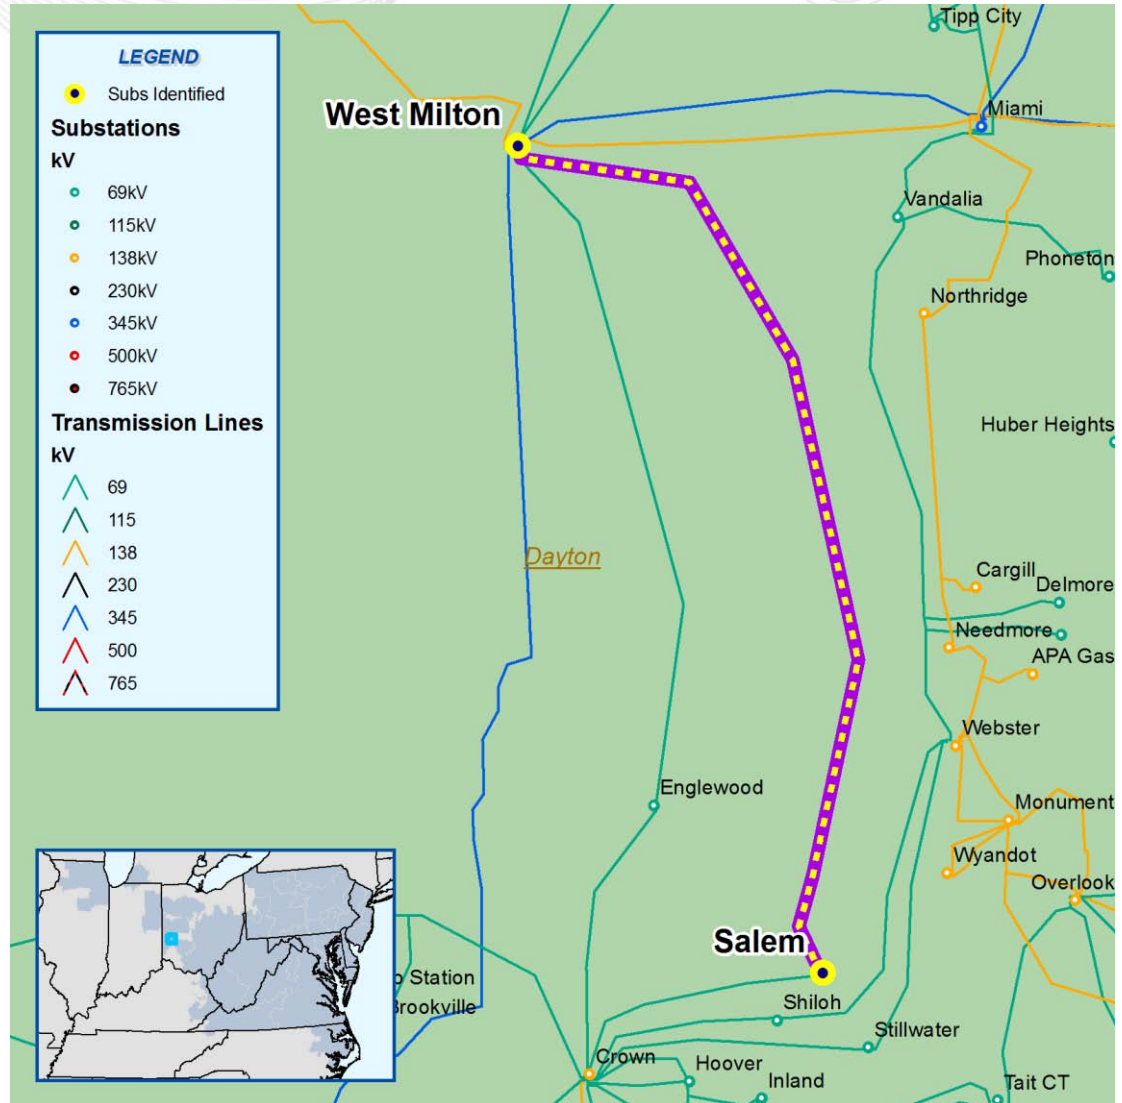 LEGEND
Subs Identified
Substations
kV
69kV
115kV
138kV
230kV
345kV
500kV
765kV
Transmission Lines
kV
69
115
138
230
345
500
765
Tipp City
West Milton
Miami
Vandalia
Phoneton
Northridge
Huber Heights
Dayton
Cargill
Delmore
Needmore
APA Gas
Webster
Englewood
Monument
Wyandot
Overlook
Salem
Station
Brookville
Shiloh
Stillwater
Crown
Hoover
Inland
Tait CT